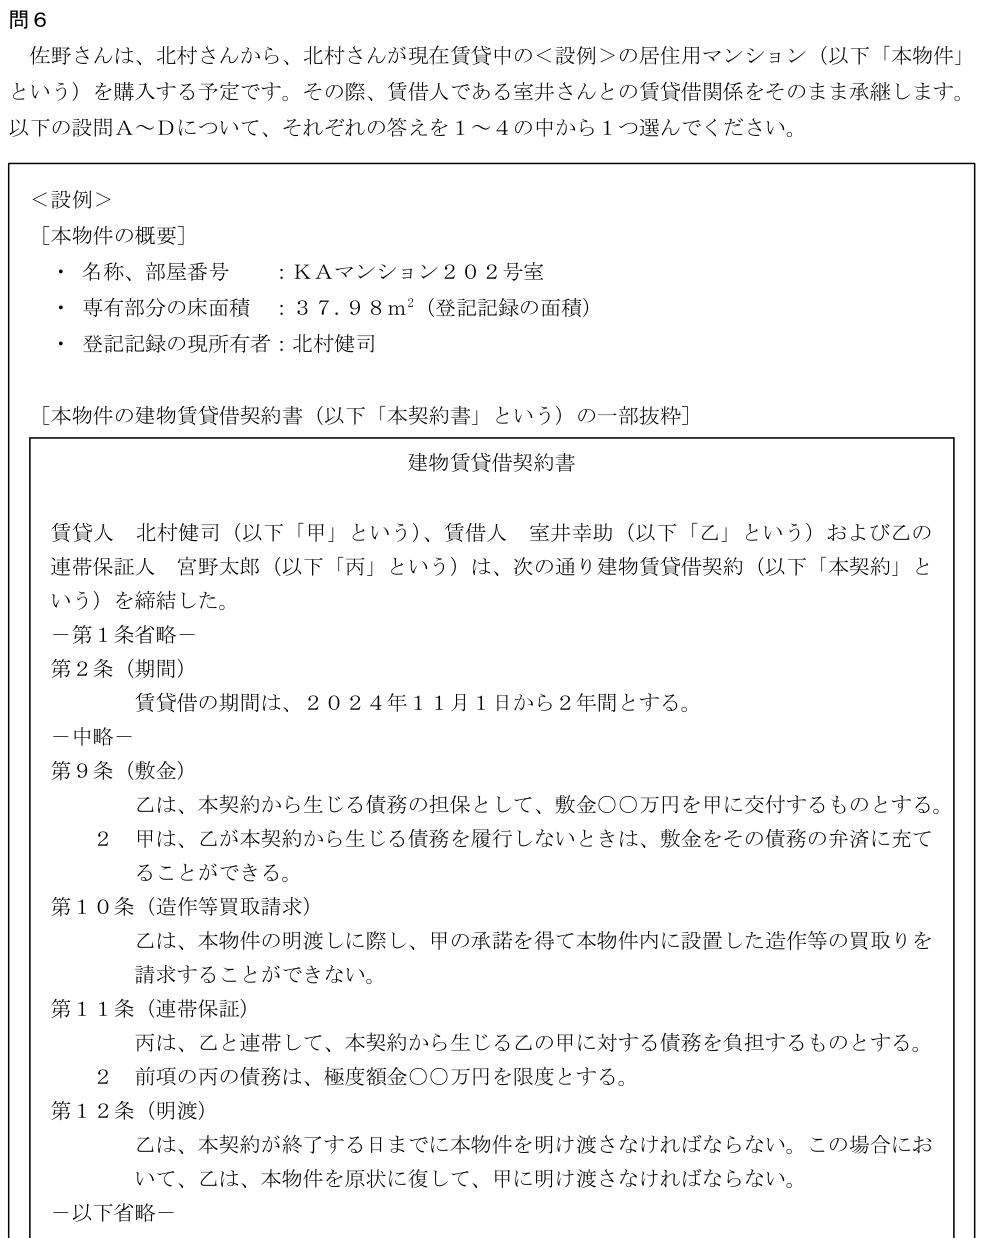 問６
　佐野さんは、北村さんから、北村さんが現在賃貸中の＜設例＞の居住用マンション（以下「本物件」
という）を購入する予定です。その際、賃借人である室井さんとの賃貸借関係をそのまま承継します。
以下の設問Ａ～Ｄについて、それぞれの答えを１～４の中から１つ選んでください。
＜設例＞
［本物件の概要］
・ 名称、部屋番号　　：ＫＡマンション２０２号室
・ 専有部分の床面積　：３７．９８ｍ²（登記記録の面積）
・ 登記記録の現所有者：北村健司
［本物件の建物賃貸借契約書（以下「本契約書」という）の一部抜粋］
建物賃貸借契約書
賃貸人　北村健司（以下「甲」という）、賃借人　室井幸助（以下「乙」という）および乙の
連帯保証人　宮野太郎（以下「丙」という）は、次の通り建物賃貸借契約（以下「本契約」と
いう）を締結した。
－第１条省略－
第２条（期間）
賃貸借の期間は、２０２４年１１月１日から２年間とする。
－中略－
第９条（敷金）
乙は、本契約から生じる債務の担保として、敷金〇〇万円を甲に交付するものとする。
２　甲は、乙が本契約から生じる債務を履行しないときは、敷金をその債務の弁済に充て
ることができる。
第１０条（造作等買取請求）
乙は、本物件の明渡しに際し、甲の承諾を得て本物件内に設置した造作等の買取りを
請求することができない。
第１１条（連帯保証）
丙は、乙と連帯して、本契約から生じる乙の甲に対する債務を負担するものとする。
２　前項の丙の債務は、極度額金〇〇万円を限度とする。
第１２条（明渡）
乙は、本契約が終了する日までに本物件を明け渡さなければならない。この場合にお
いて、乙は、本物件を原状に復して、甲に明け渡さなければならない。
－以下省略－